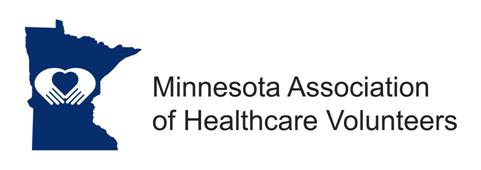 Minnesota Association
of Healthcare Volunteers